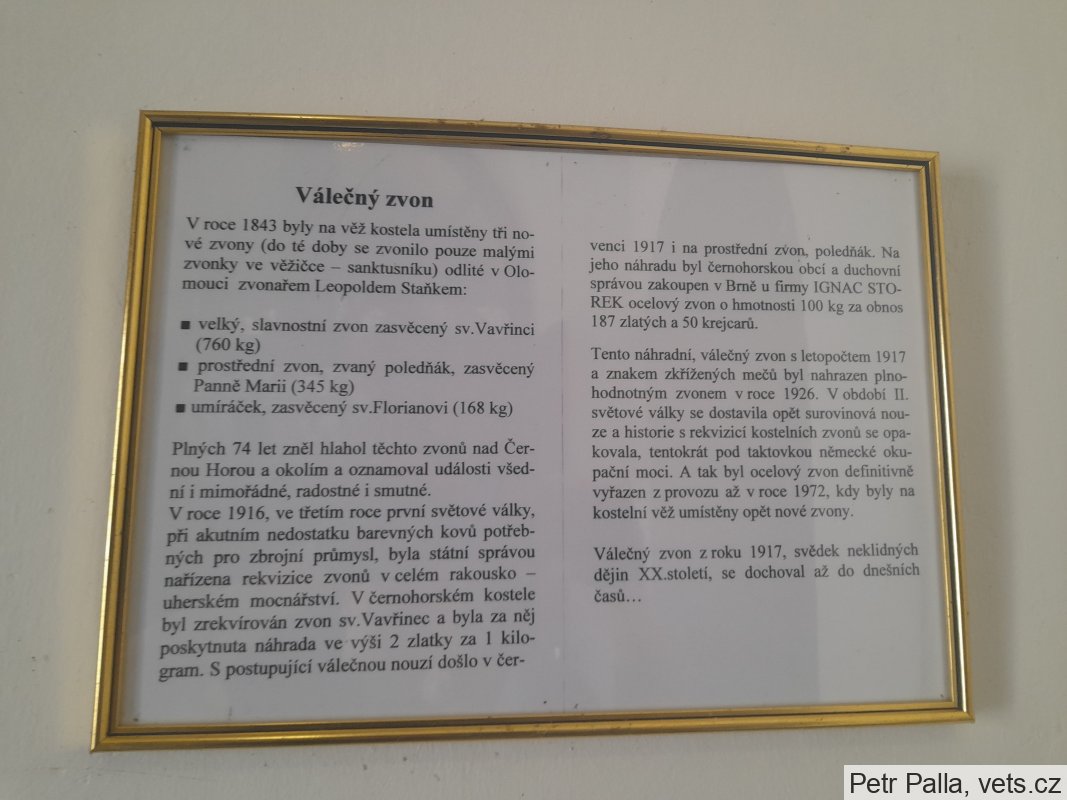 Válečný zvon
V roce 1843 byly na věž kostela umístěny tři no-
vé zvony (do té doby se zvonilo pouze malými
zvonky ve věžičce – sanktusníku) odlité v Olo-
mouci zvonařem Leopoldem Staňkem:
■ velký, slavnostní zvon zasvěcený sv.Vavřinci
(760 kg)
■ prostřední zvon, zvaný poledňák, zasvěcený
Panně Marii (345 kg)
■ umíráček, zasvěcený sv.Florianovi (168 kg)
Plných 74 let zněl hlahol těchto zvonů nad Čer-
nou Horou a okolím a oznamoval události všed-
ní i mimořádné, radostné i smutné.
V roce 1916, ve třetím roce první světové války,
při akutním nedostatku barevných kovů potřeb-
ných pro zbrojní průmysl, byla státní správou
nařízena rekvizice zvonů v celém rakousko –
uherském mocnářství. V černohorském kostele
byl zrekvírován zvon sv.Vavřinec a byla za něj
poskytnuta náhrada ve výši 2 zlatky za 1 kilo-
gram. S postupující válečnou nouzí došlo v čer-
venci 1917 i na prostřední zvon, poledňák. Na
jeho náhradu byl černohorskou obcí a duchovní
správou zakoupen v Brně u firmy IGNAC STO-
REK ocelový zvon o hmotnosti 100 kg za obnos
187 zlatých a 50 krejcarů.
Tento náhradní, válečný zvon s letopočtem 1917
a znakem zkřížených mečů byl nahrazen plno-
hodnotným zvonem v roce 1926. V období II.
světové války se dostavila opět surovinová nou-
ze a historie s rekvizicí kostelních zvonů se opa-
kovala, tentokrát pod taktovkou německé oku-
pační moci. A tak byl ocelový zvon definitivně
vyřazen z provozu až v roce 1972, kdy byly na
kostelní věž umístěny opět nové zvony.
Válečný zvon z roku 1917, svědek neklidných
dějin XX.století, se dochoval až do dnešních
časů…
Petr Palla, vets.cz